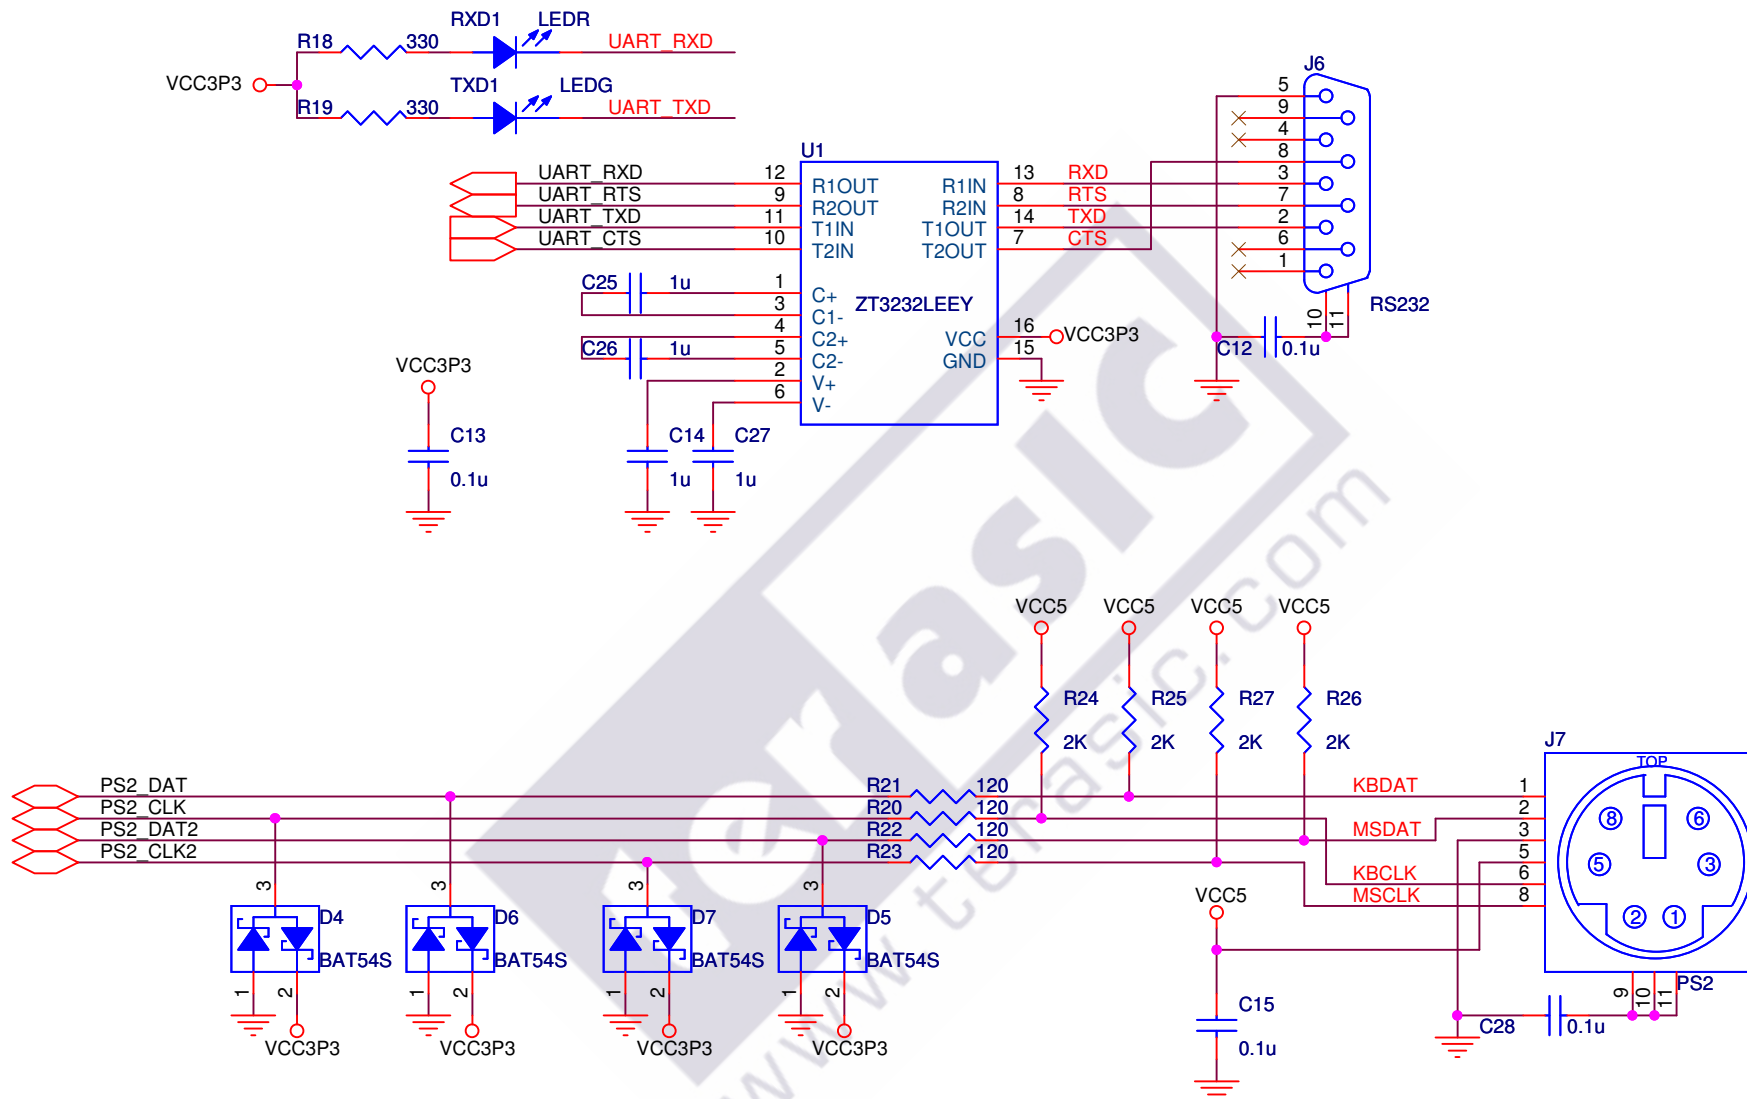 RXD1 LEDR
R18 330 UART_RXD
VCC3P3
TXD1 LEDG
R19 330 UART_TXD
J6
5
9
4
8
3
7
2
6
1
10
11
RS232
C12 0.1u
U1
UART_RXD 12 R1OUT R1IN 13 RXD
UART_RTS 9 R2OUT R2IN 8 RTS
UART_TXD 11 T1IN T1OUT 14 TXD
UART_CTS 10 T2IN T2OUT 7 CTS
C25 1u 1 C+
3 C1-
ZT3232LEEY
4 C2+
C26 1u 5 C2-
2 V+
6 V-
VCC 16 VCC3P3
GND 15
VCC3P3
C13
0.1u
C14
1u
C27
1u
terasic
www.terasic.com
VCC5 VCC5 VCC5 VCC5
R24 R25 R27 R26
2K 2K 2K 2K
PS2_DAT R21 120 KBDAT 1
PS2_CLK R20 120 2
PS2_DAT2 R22 120 MSDAT 3
PS2_CLK2 R23 120 5
KBCLK 6
MSCLK 8
J7
TOP
8 6
5 3
2 1
9
10
11
PS2
C28 0.1u
3 3 3 3
D4 D6 D7 D5
BAT54S BAT54S BAT54S BAT54S
1 2 1 2 1 2 1 2
VCC3P3 VCC3P3 VCC3P3 VCC3P3
VCC5
C15
0.1u